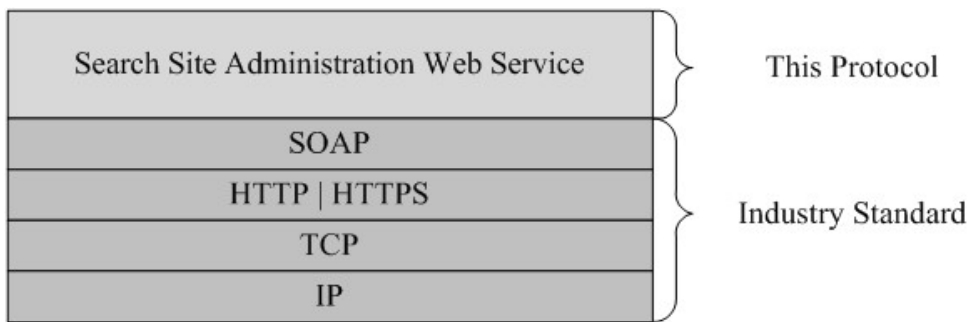 Search Site Administration Web Service
This Protocol
SOAP
HTTP | HTTPS
TCP
IP
Industry Standard